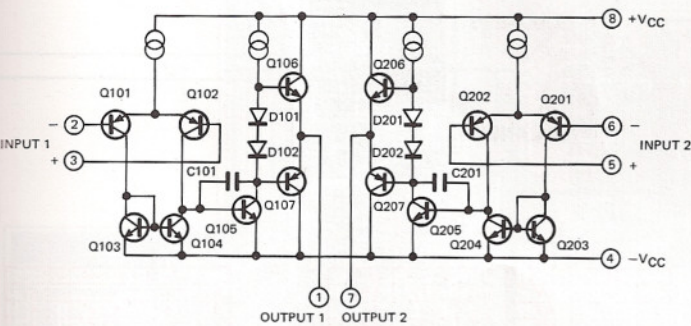 8 +VCC
Q106 Q206
Q101 Q102 Q202 Q201
D101 D201
− 2 6 −
INPUT 1 D102 D202 INPUT 2
+ 3 5 +
C101 C201
Q107 Q207
Q105 Q205
Q103 Q104 Q204 Q203
4 −VCC
1 7
OUTPUT 1 OUTPUT 2